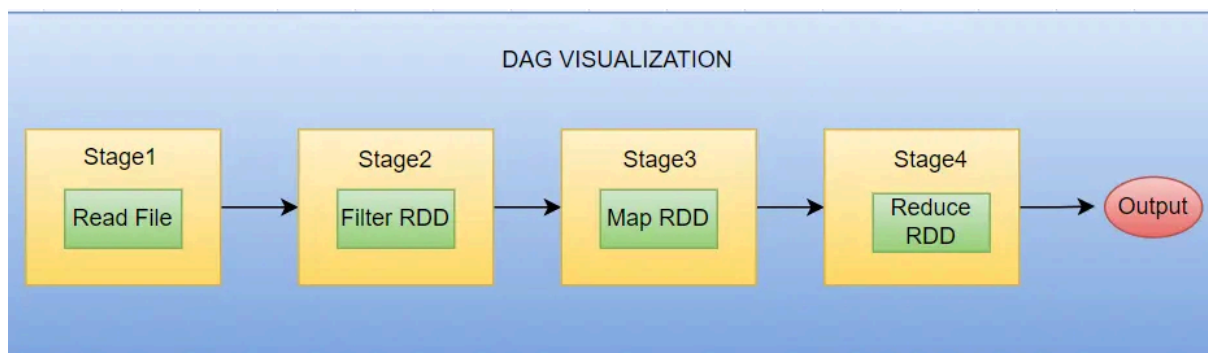 DAG VISUALIZATION
Stage1
Read File
Stage2
Filter RDD
Stage3
Map RDD
Stage4
Reduce
RDD
Output